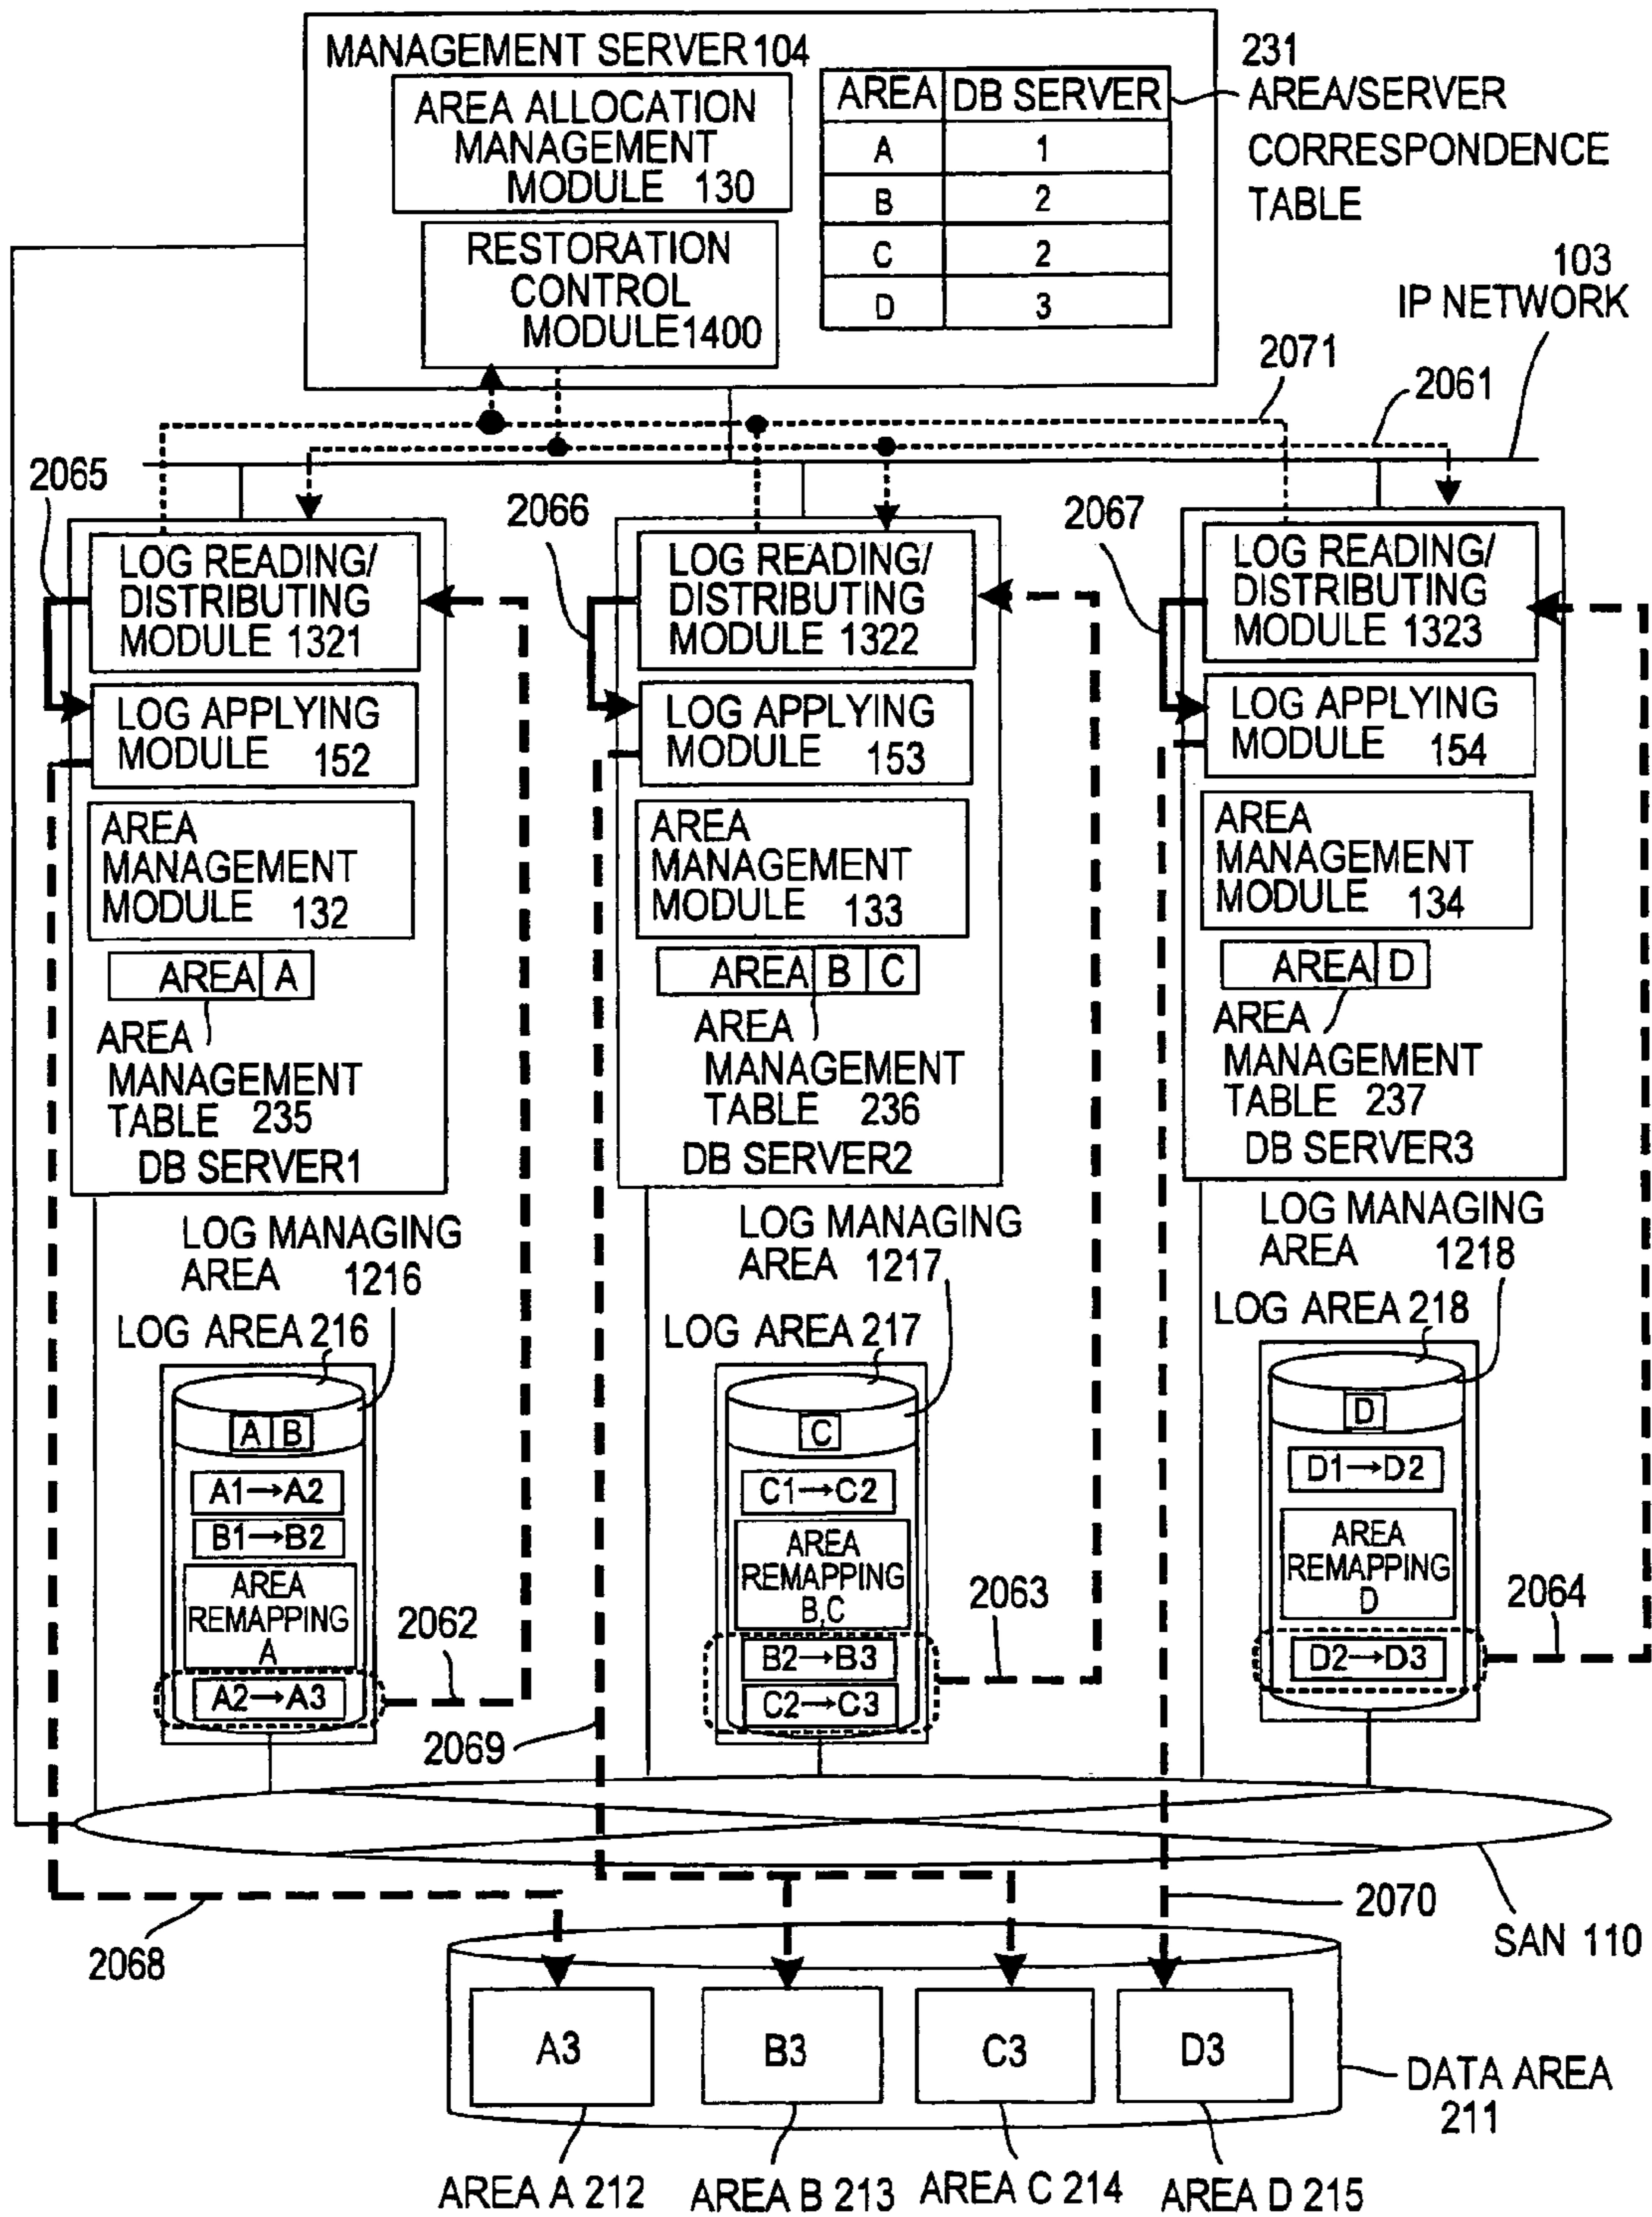 MANAGEMENT SERVER 104
AREA ALLOCATION
MANAGEMENT
MODULE 130
RESTORATION
CONTROL
MODULE1400
AREA DB SERVER
A 1
B 2
C 2
D 3
231
AREA/SERVER
CORRESPONDENCE
TABLE
103
IP NETWORK
2071
2061
2065
2066
2067
LOG READING/
DISTRIBUTING
MODULE 1321
LOG APPLYING
MODULE 152
AREA
MANAGEMENT
MODULE 132
AREA A
AREA
MANAGEMENT
TABLE 235
DB SERVER1
LOG READING/
DISTRIBUTING
MODULE 1322
LOG APPLYING
MODULE 153
AREA
MANAGEMENT
MODULE 133
AREA B C
AREA
MANAGEMENT
TABLE 236
DB SERVER2
LOG READING/
DISTRIBUTING
MODULE 1323
LOG APPLYING
MODULE 154
AREA
MANAGEMENT
MODULE 134
AREA D
AREA
MANAGEMENT
TABLE 237
DB SERVER3
LOG MANAGING
AREA 1216
LOG AREA 216
A B
A1→A2
B1→B2
AREA
REMAPPING
A
A2→A3
2062
LOG MANAGING
AREA 1217
LOG AREA 217
C
C1→C2
AREA
REMAPPING
B,C
B2→B3
C2→C3
2063
LOG MANAGING
AREA 1218
LOG AREA 218
D
D1→D2
AREA
REMAPPING
D
D2→D3
2064
2069
2068
2070
SAN 110
A3
B3
C3
D3
DATA AREA
211
AREA A 212
AREA B 213
AREA C 214
AREA D 215